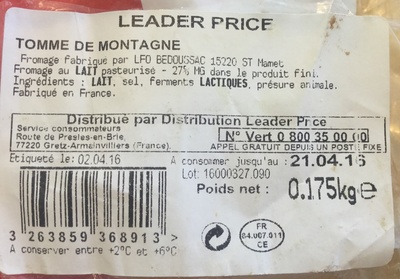 LEADER PRICE
TOMME DE MONTAGNE
Fromage fabriqué par LFO BEDOUSSAC 15220 ST Mamet
Fromage au LAIT pasteurisé - 27% MG dans le produit fini.
Ingrédients : LAIT, sel, ferments LACTIQUES, présure animale.
Fabriqué en France.
Distribué par Distribution Leader Price
Service consommateurs
Route de Presles-en-Brie,
77220 Gretz-Armainvilliers (France)
N° Vert 0 800 35 00 00
APPEL GRATUIT DEPUIS UN POSTE FIXE
Etiqueté le: 02.04.16
A consommer jusqu'au : 21.04.16
Lot: 16000327.090
Poids net : 0.175kg e
3 263859 368913 >
A conserver entre +2°C et +6°C
FR
64.007.011
CE